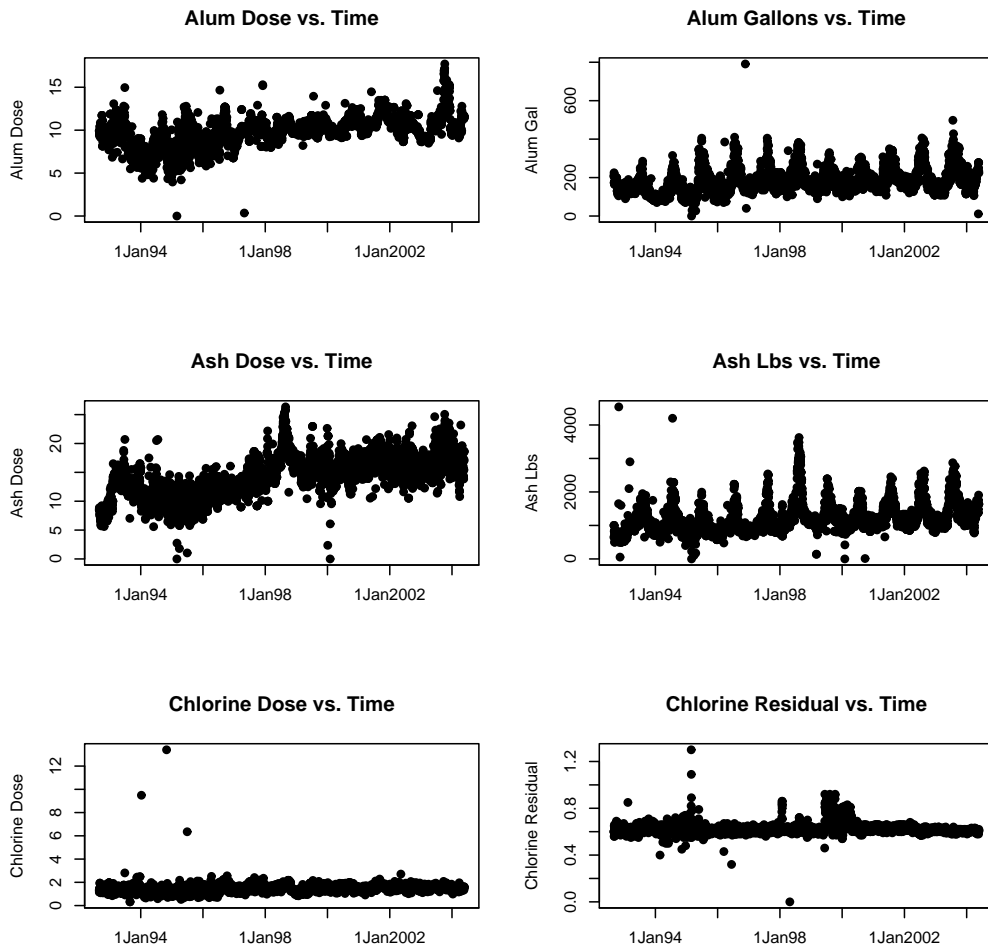 Alum Dose vs. Time
Alum Dose
0
5
10
15
1Jan94
1Jan98
1Jan2002
Alum Gallons vs. Time
Alum Gal
0
200
600
1Jan94
1Jan98
1Jan2002
Ash Dose vs. Time
Ash Dose
0
5
10
20
1Jan94
1Jan98
1Jan2002
Ash Lbs vs. Time
Ash Lbs
0
2000
4000
1Jan94
1Jan98
1Jan2002
Chlorine Dose vs. Time
Chlorine Dose
0
2
4
6
8
12
1Jan94
1Jan98
1Jan2002
Chlorine Residual vs. Time
Chlorine Residual
0.0
0.4
0.8
1.2
1Jan94
1Jan98
1Jan2002